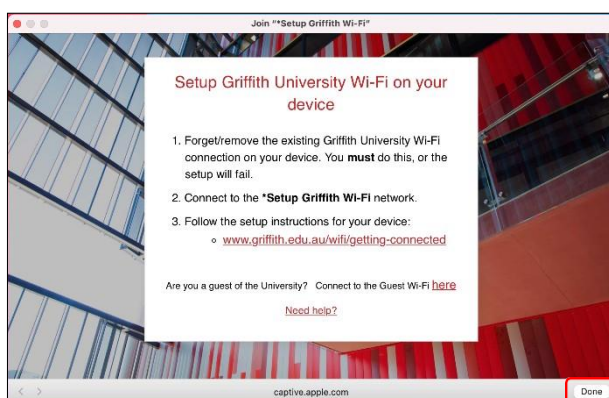 Join "*Setup Griffith Wi-Fi"
Setup Griffith University Wi-Fi on your
device
1. Forget/remove the existing Griffith University Wi-Fi
connection on your device. You must do this, or the
setup will fail.
2. Connect to the *Setup Griffith Wi-Fi network.
3. Follow the setup instructions for your device:
www.griffith.edu.au/wifi/getting-connected
Are you a guest of the University? Connect to the Guest Wi-Fi here
Need help?
captive.apple.com
Done